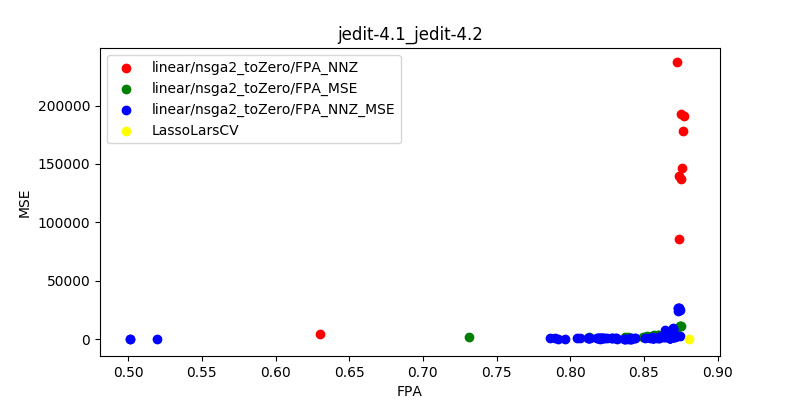 jedit-4.1_jedit-4.2
linear/nsga2_toZero/FPA_NNZ
linear/nsga2_toZero/FPA_MSE
linear/nsga2_toZero/FPA_NNZ_MSE
LassoLarsCV
MSE
200000
150000
100000
50000
0
0.50 0.55 0.60 0.65 0.70 0.75 0.80 0.85 0.90
FPA